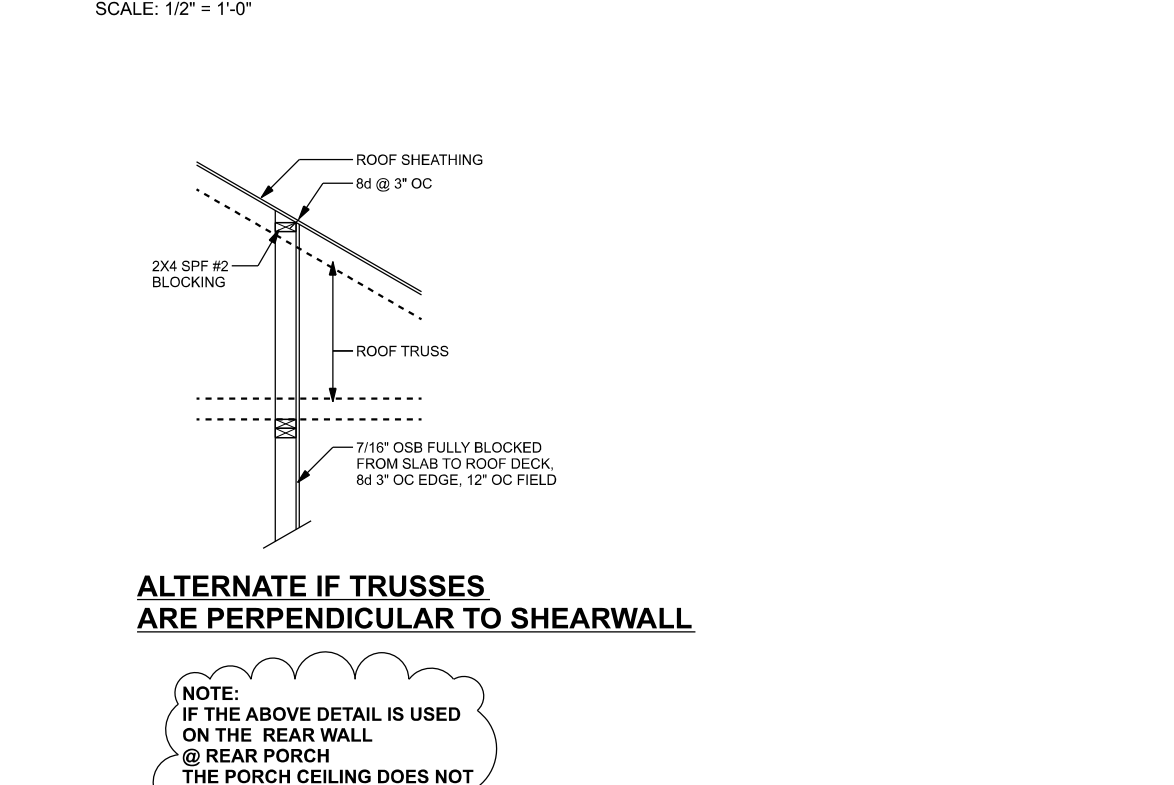 SCALE: 1/2" = 1'-0"
ROOF SHEATHING
8d @ 3" OC
2X4 SPF #2
BLOCKING
ROOF TRUSS
7/16" OSB FULLY BLOCKED
FROM SLAB TO ROOF DECK,
8d 3" OC EDGE, 12" OC FIELD
ALTERNATE IF TRUSSES
ARE PERPENDICULAR TO SHEARWALL
NOTE:
IF THE ABOVE DETAIL IS USED
ON THE REAR WALL
@ REAR PORCH
THE PORCH CEILING DOES NOT